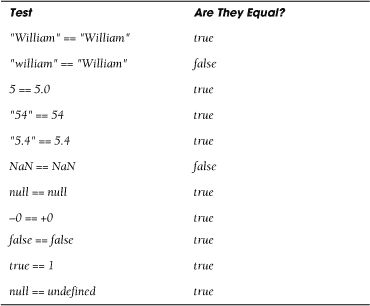 Test Are They Equal?
"William" == "William" true
"william" == "William" false
5 == 5.0 true
"54" == 54 true
"5.4" == 5.4 true
NaN == NaN false
null == null true
–0 == +0 true
false == false true
true == 1 true
null == undefined true